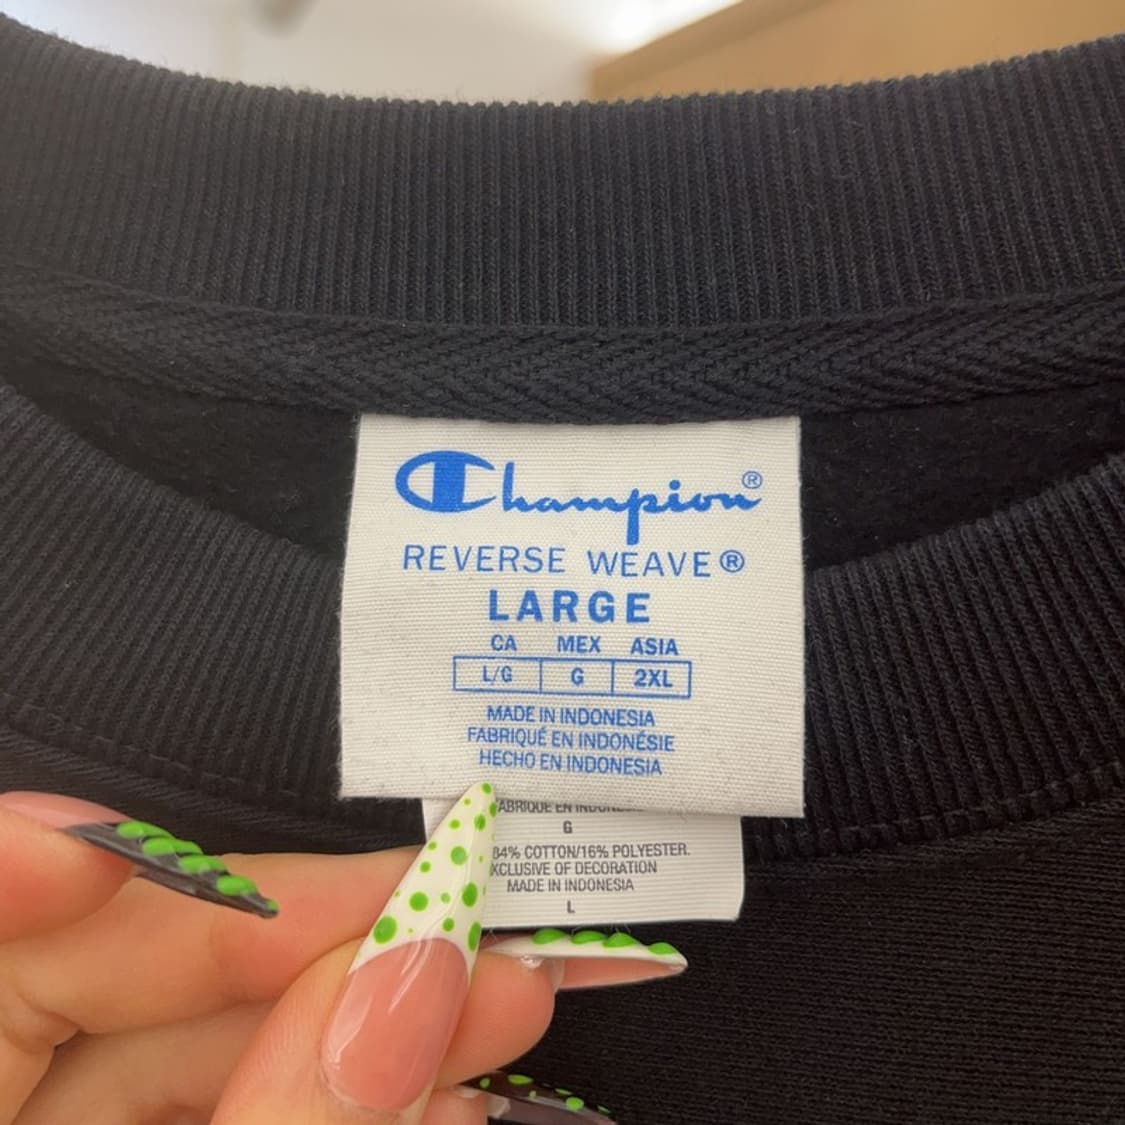 Champion®
REVERSE WEAVE®
LARGE
CA MEX ASIA
L/G G 2XL
MADE IN INDONESIA
FABRIQUÉ EN INDONÉSIE
HECHO EN INDONESIA
EN
G
84% COTTON/16% POLYESTER.
OF DECORATION
MADE IN INDONESIA
L